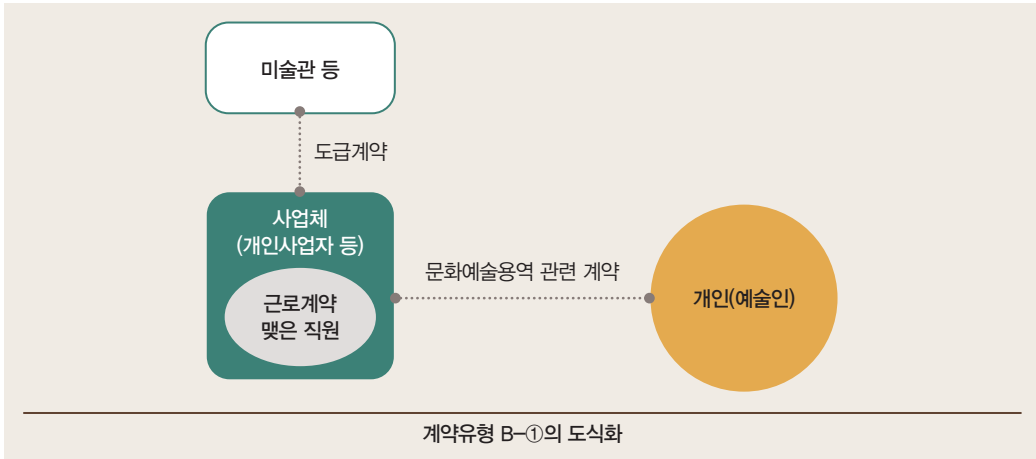 미술관 등
도급계약
사업체
(개인사업자 등)
근로계약
맺은 직원
문화예술용역 관련 계약
개인(예술인)
계약유형 B-①의 도식화